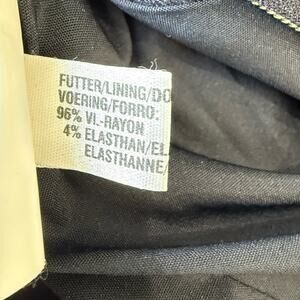 FUTTER/LINING/DO
VOERING/FORRO:
96% VI.-RAYON
4% ELASTHAN/EL
ELASTHANNE/